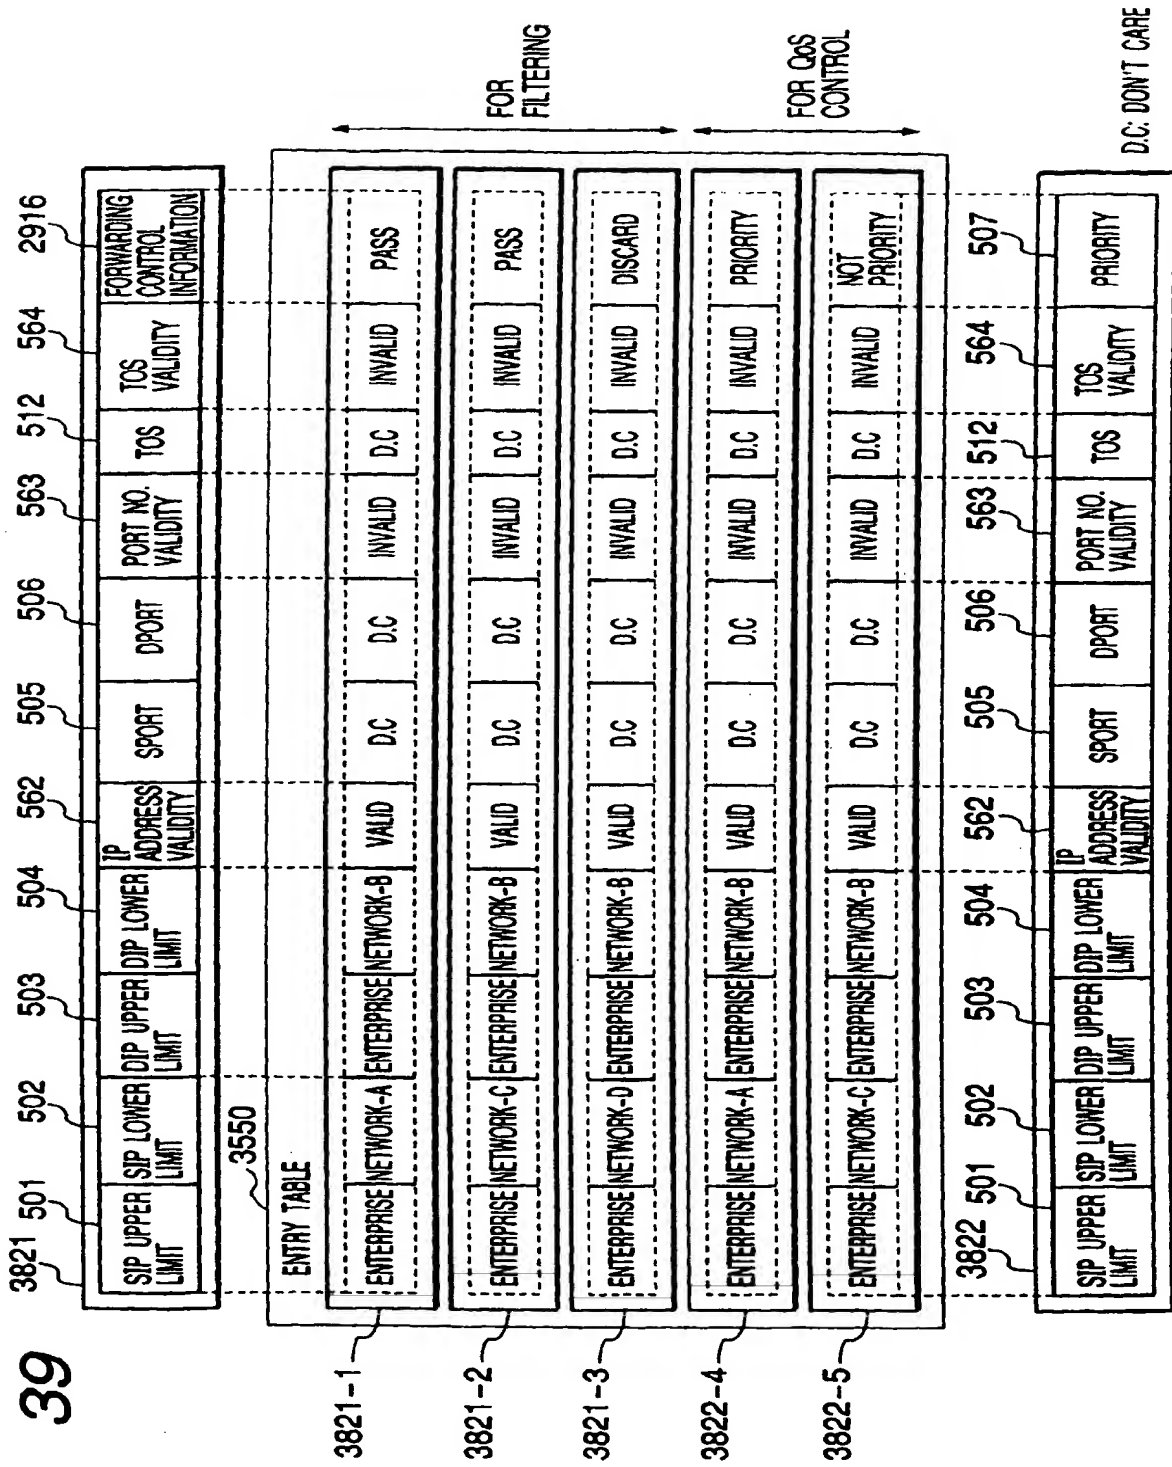 39
3821
501
502
503
504
562
505
506
563
512
564
2916
SIP UPPER LIMIT
SIP LOWER LIMIT
DIP UPPER LIMIT
DIP LOWER LIMIT
IP ADDRESS VALIDITY
SPORT
DPORT
PORT NO. VALIDITY
TOS
TOS VALIDITY
FORWARDING CONTROL INFORMATION
3550
ENTRY TABLE
3821-1
ENTERPRISE NETWORK-A ENTERPRISE NETWORK-B VALID D.C D.C INVALID D.C INVALID PASS
3821-2
ENTERPRISE NETWORK-C ENTERPRISE NETWORK-B VALID D.C D.C INVALID D.C INVALID PASS
3821-3
ENTERPRISE NETWORK-D ENTERPRISE NETWORK-B VALID D.C D.C INVALID D.C INVALID DISCARD
FOR FILTERING
3822-4
ENTERPRISE NETWORK-A ENTERPRISE NETWORK-B VALID D.C D.C INVALID D.C INVALID PRIORITY
3822-5
ENTERPRISE NETWORK-C ENTERPRISE NETWORK-B VALID D.C D.C INVALID D.C INVALID NOT PRIORITY
FOR QoS CONTROL
3822
501
502
503
504
562
505
506
563
512
564
507
SIP UPPER LIMIT
SIP LOWER LIMIT
DIP UPPER LIMIT
DIP LOWER LIMIT
IP ADDRESS VALIDITY
SPORT
DPORT
PORT NO. VALIDITY
TOS
TOS VALIDITY
PRIORITY
D.C: DON'T CARE